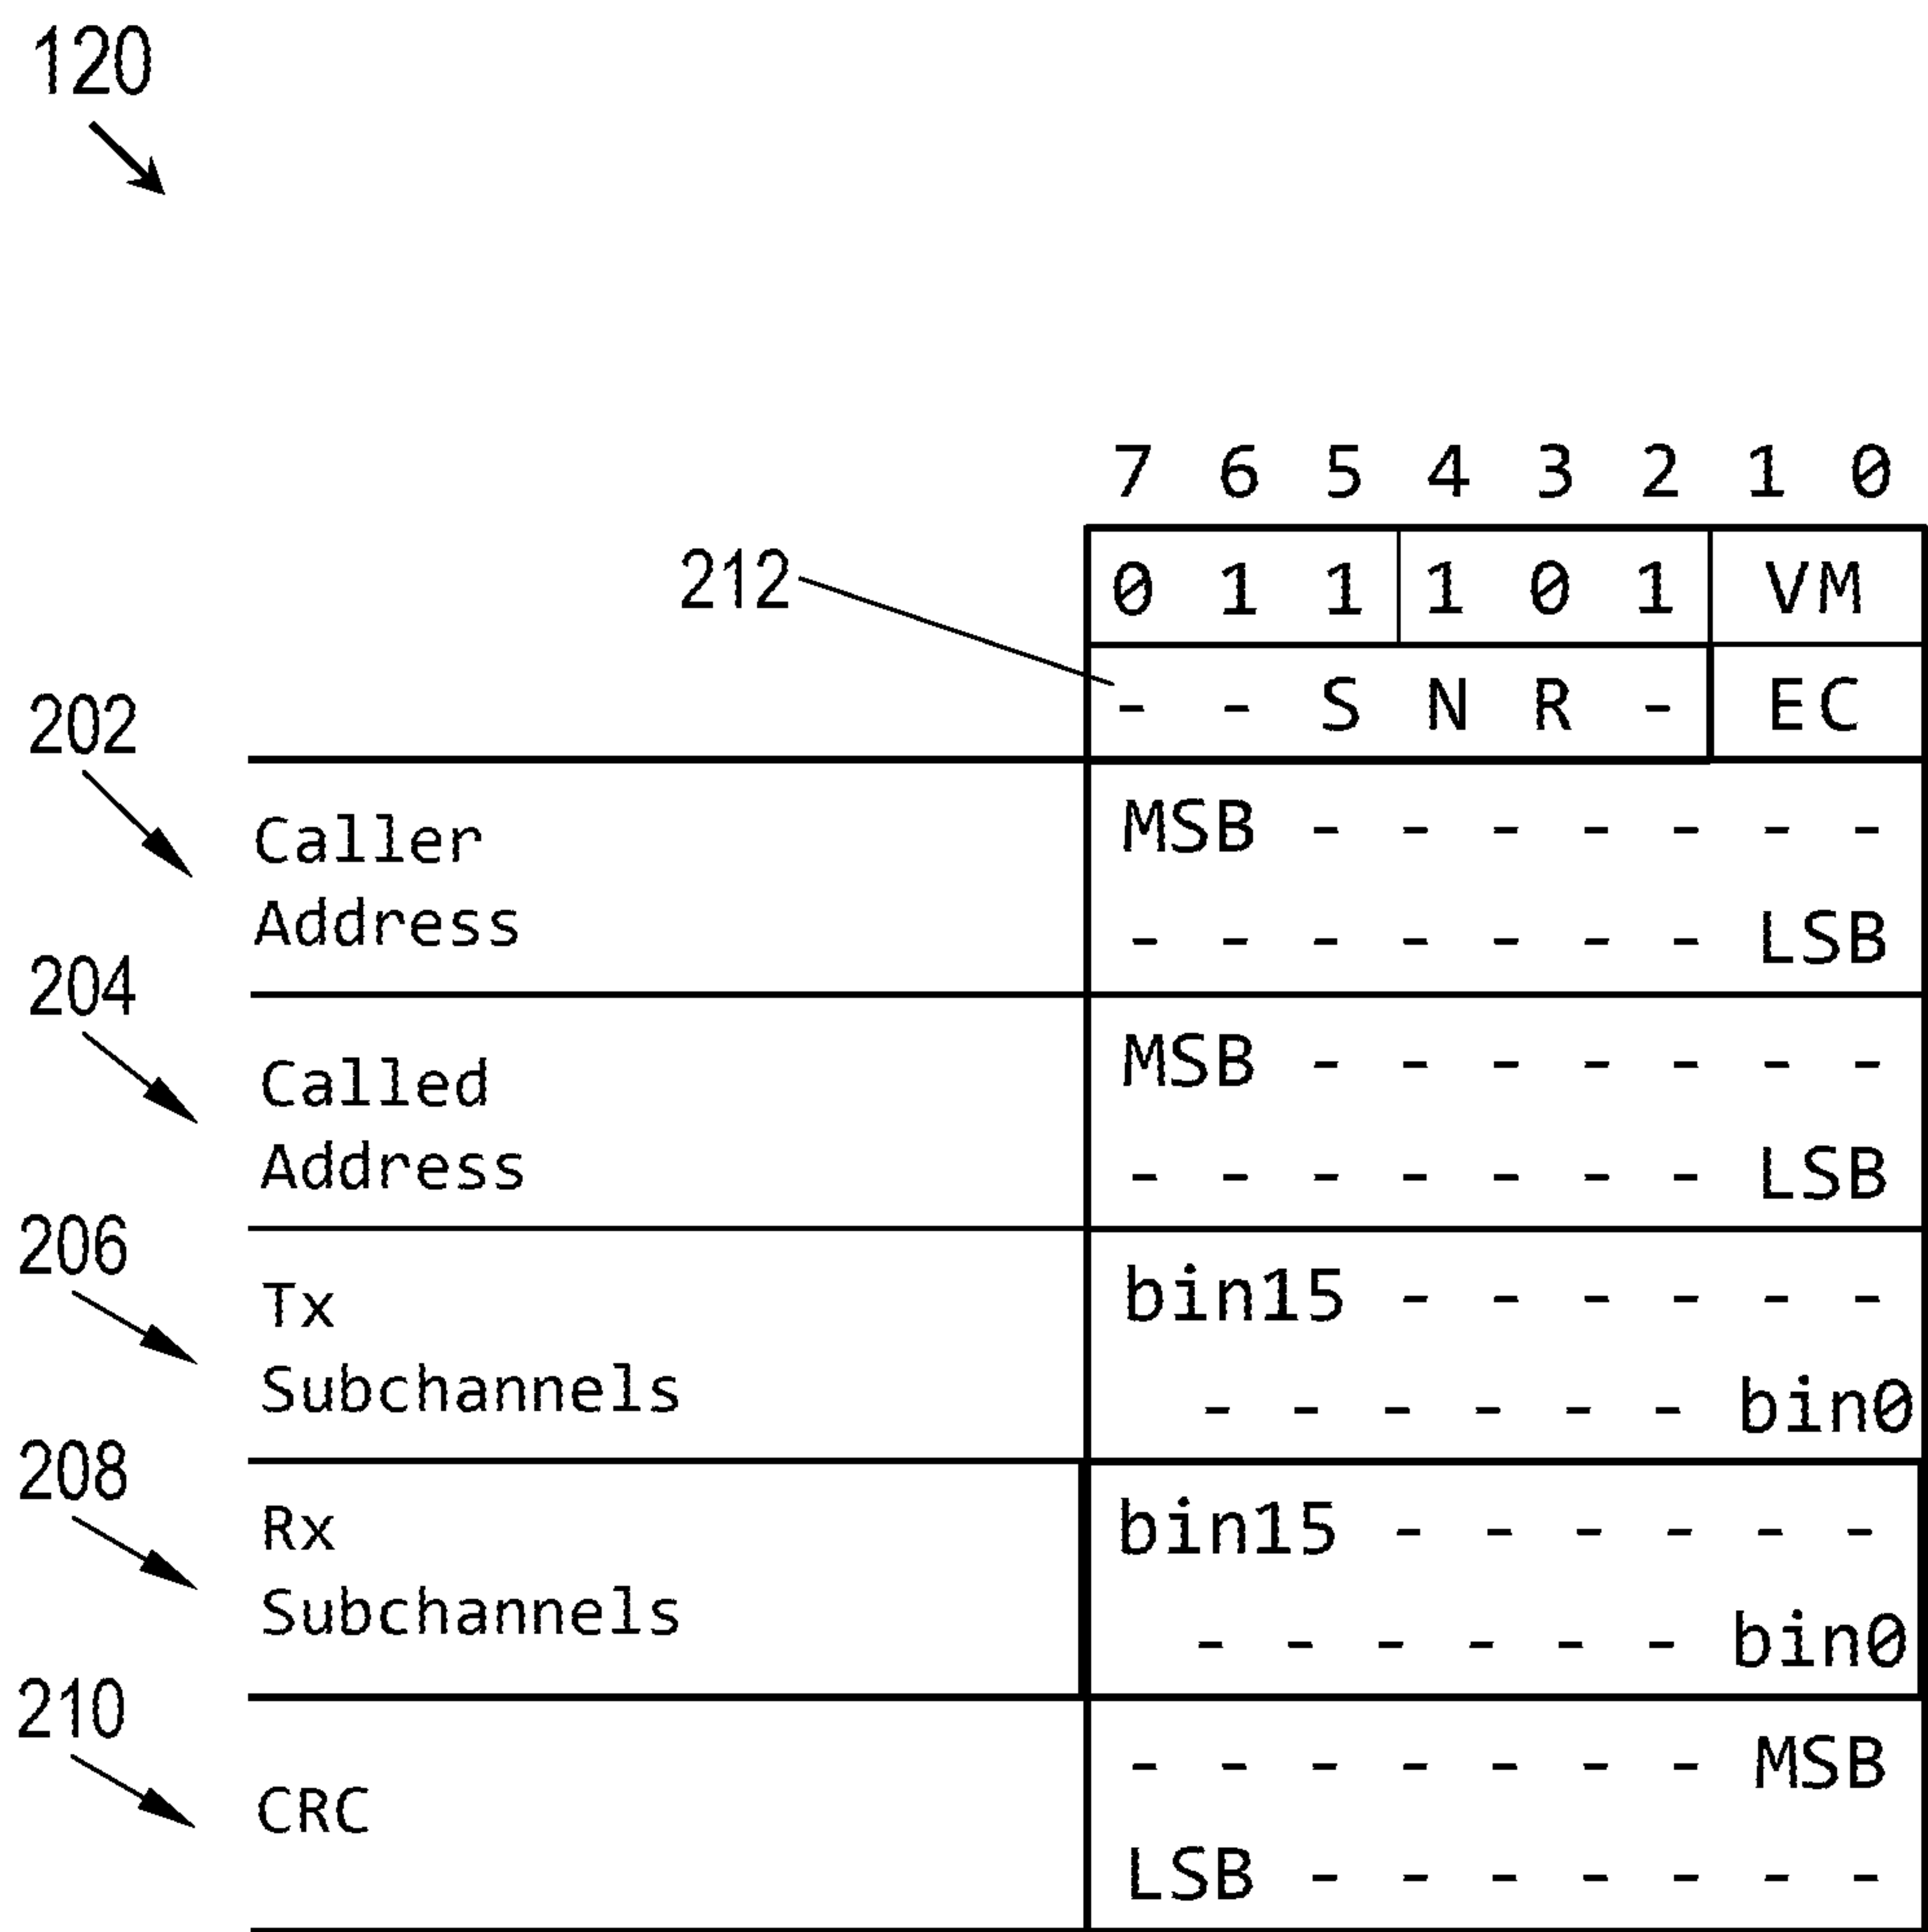 120
7 6 5 4 3 2 1 0
0 1 1 1 0 1 VM
212
- - S N R - EC
202
Caller
Address
MSB - - - - - - -
- - - - - - - LSB
204
Called
Address
MSB - - - - - - -
- - - - - - - LSB
206
Tx
Subchannels
bin15 - - - - - -
- - - - - - bin0
208
Rx
Subchannels
bin15 - - - - - -
- - - - - - bin0
210
CRC
- - - - - - - MSB
LSB - - - - - - -